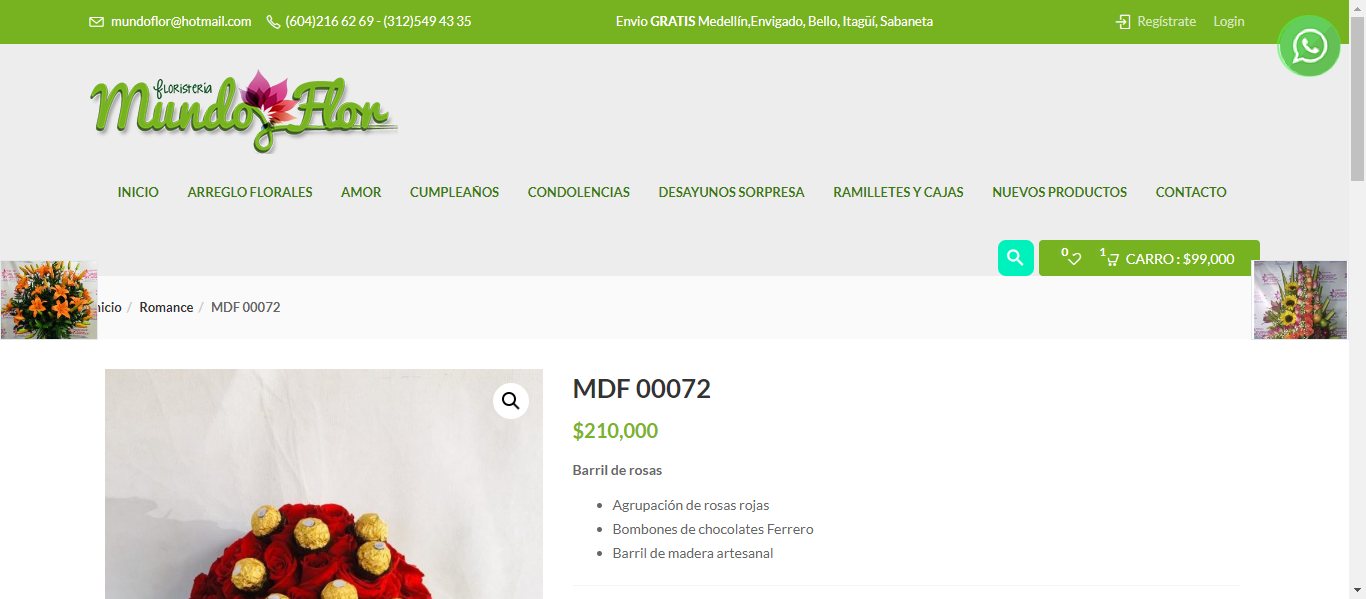 mundoflor@hotmail.com (604)216 62 69 - (312)549 43 35 Envio GRATIS Medellín,Envigado, Bello, Itagüí, Sabaneta Regístrate Login
floristeria
Mundo Flor
INICIO ARREGLO FLORALES AMOR CUMPLEAÑOS CONDOLENCIAS DESAYUNOS SORPRESA RAMILLETES Y CAJAS NUEVOS PRODUCTOS CONTACTO
0 1 CARRO : $99,000
nicio / Romance / MDF 00072
MDF 00072
$210,000
Barril de rosas
Agrupación de rosas rojas
Bombones de chocolates Ferrero
Barril de madera artesanal